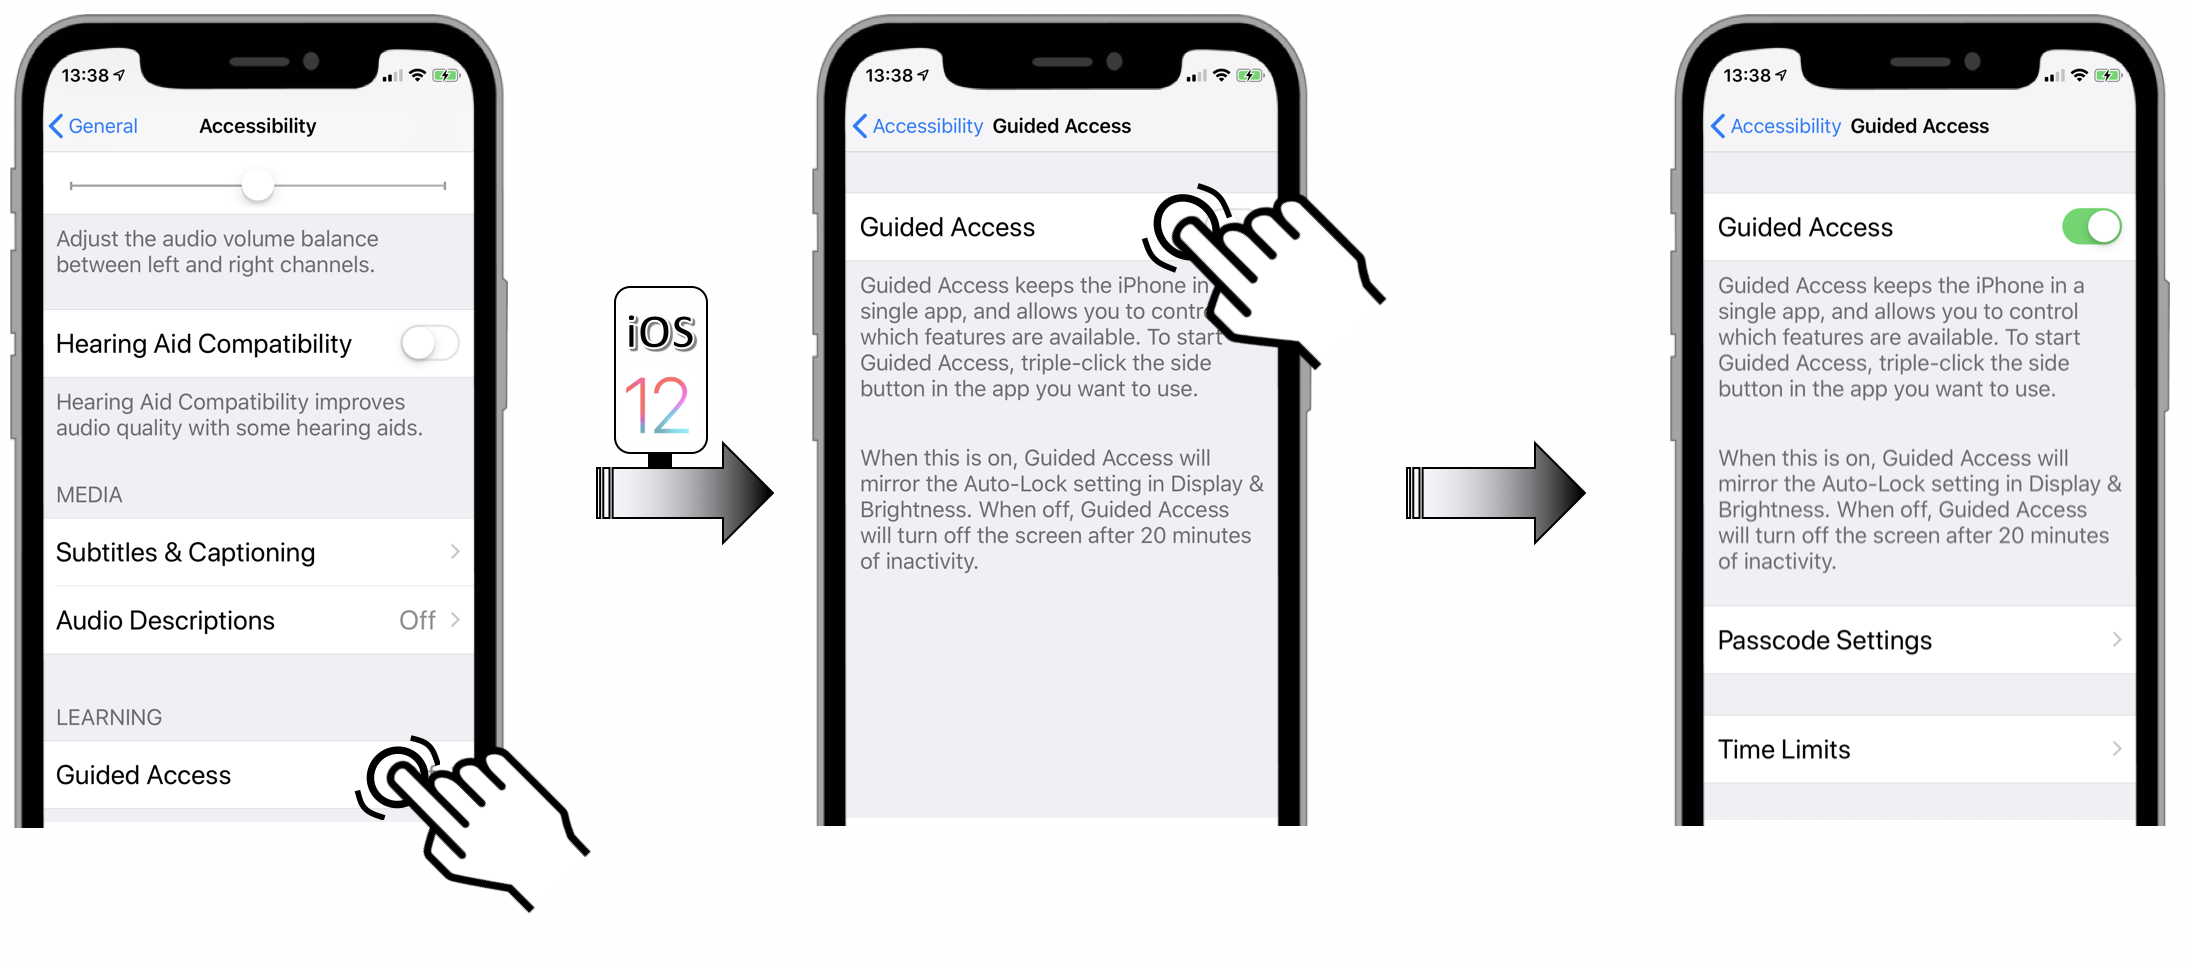 13:38
General
Accessibility
Adjust the audio volume balance
between left and right channels.
Hearing Aid Compatibility
Hearing Aid Compatibility improves
audio quality with some hearing aids.
MEDIA
Subtitles & Captioning
Audio Descriptions Off
LEARNING
Guided Access
iOS
12
13:38
Accessibility Guided Access
Guided Access
Guided Access keeps the iPhone in
single app, and allows you to
which features are available. To start
Guided Access, triple-click the side
button in the app you want to use.
When this is on, Guided Access will
mirror the Auto-Lock setting in Display &
Brightness. When off, Guided Access
will turn off the screen after 20 minutes
of inactivity.
13:38
Accessibility Guided Access
Guided Access
Guided Access keeps the iPhone in a
single app, and allows you to control
which features are available. To start
Guided Access, triple-click the side
button in the app you want to use.
When this is on, Guided Access will
mirror the Auto-Lock setting in Display &
Brightness. When off, Guided Access
will turn off the screen after 20 minutes
of inactivity.
Passcode Settings
Time Limits